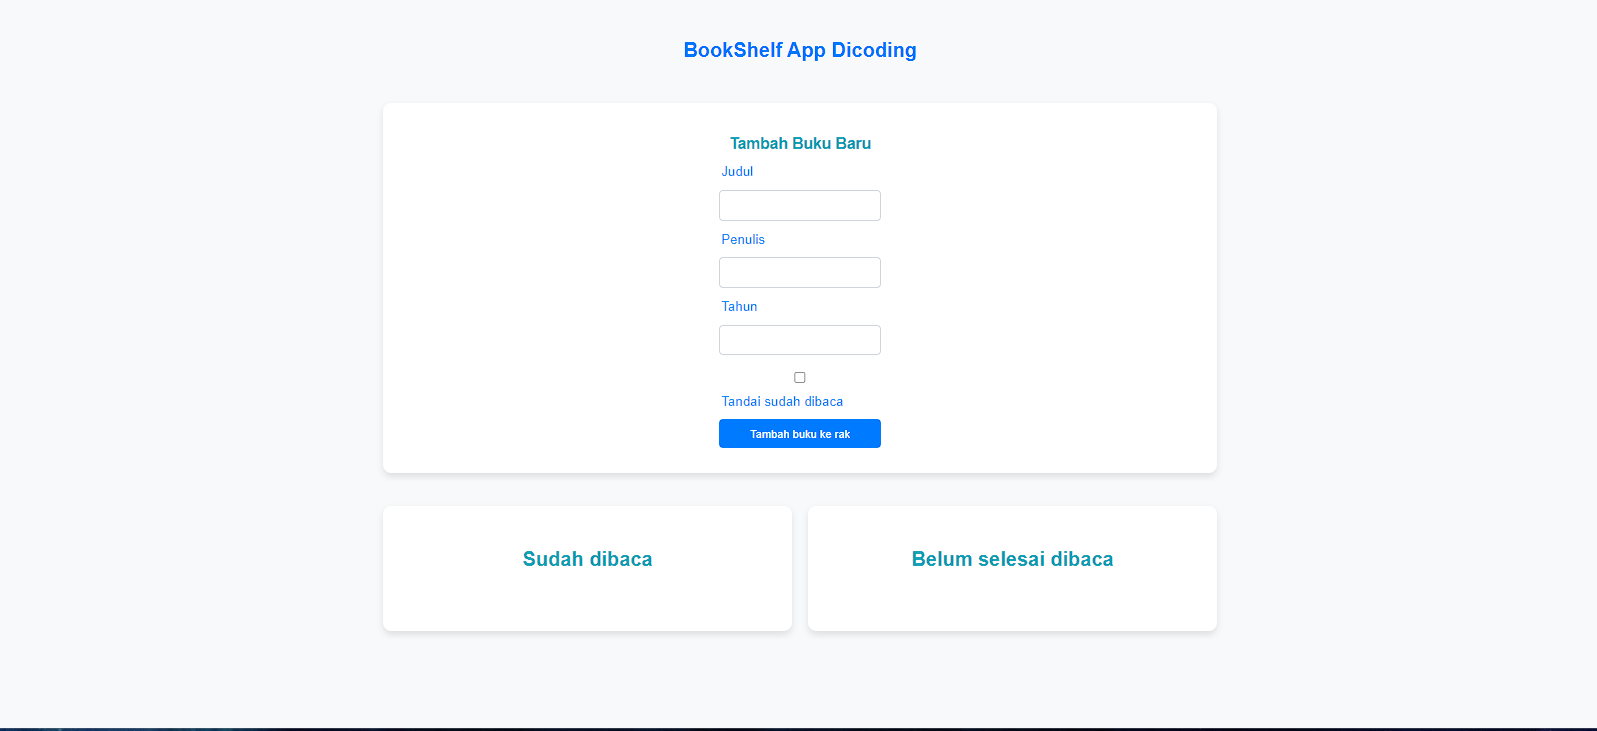 BookShelf App Dicoding
Tambah Buku Baru
Judul
Penulis
Tahun
Tandai sudah dibaca
Tambah buku ke rak
Sudah dibaca
Belum selesai dibaca